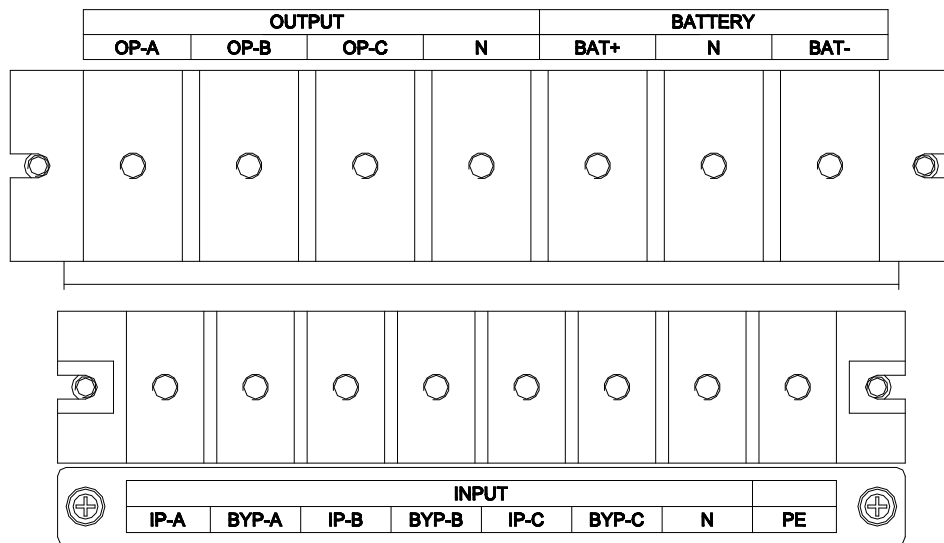 OUTPUT BATTERY
OP-A OP-B OP-C N BAT+ N BAT-
INPUT
IP-A BYP-A IP-B BYP-B IP-C BYP-C N PE